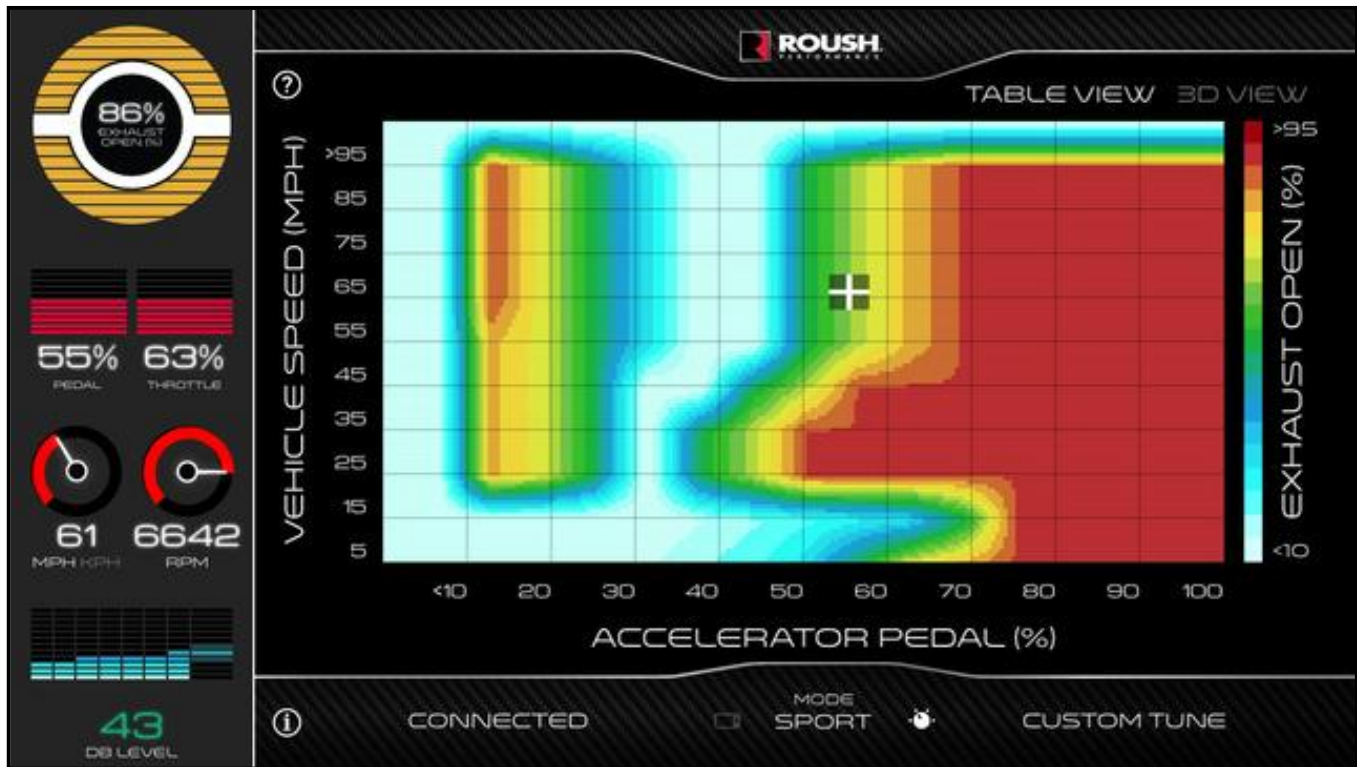 86%
EXHAUST
OPEN (%)
55%
PEDAL
63%
THROTTLE
61
MPH KPH
6642
RPM
43
DB LEVEL
ROUSH
PERFORMANCE
?
TABLE VIEW 3D VIEW
VEHICLE SPEED (MPH)
>95
85
75
65
55
45
35
25
15
5
<10 20 30 40 50 60 70 80 90 100
ACCELERATOR PEDAL (%)
>95
EXHAUST OPEN (%)
<10
i
CONNECTED
MODE
SPORT
CUSTOM TUNE